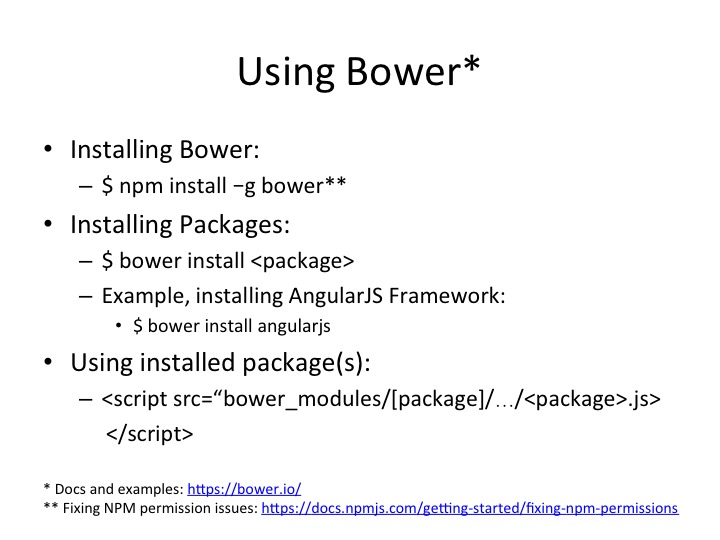 Using Bower*
• Installing Bower:
– $ npm install −g bower**
• Installing Packages:
– $ bower install <package>
– Example, installing AngularJS Framework:
• $ bower install angularjs
• Using installed package(s):
– <script src=“bower_modules/[package]/…/<package>.js>
</script>
* Docs and examples: https://bower.io/
** Fixing NPM permission issues: https://docs.npmjs.com/getting-started/fixing-npm-permissions